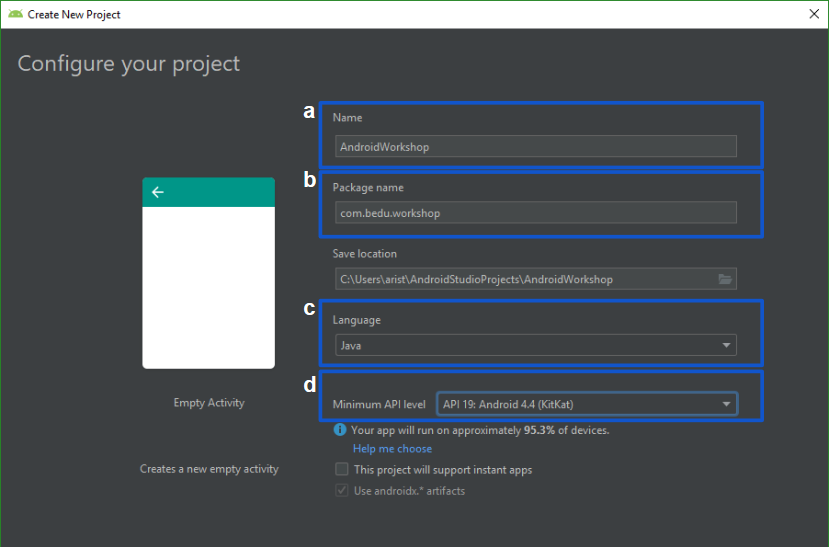 Create New Project
Configure your project
a
Name
AndroidWorkshop
b
Package name
com.bedu.workshop
Save location
C:\Users\arist\AndroidStudioProjects\AndroidWorkshop
c
Language
Java
d
Minimum API level API 19: Android 4.4 (KitKat)
Your app will run on approximately 95.3% of devices.
Help me choose
This project will support instant apps
Use androidx.* artifacts
Empty Activity
Creates a new empty activity